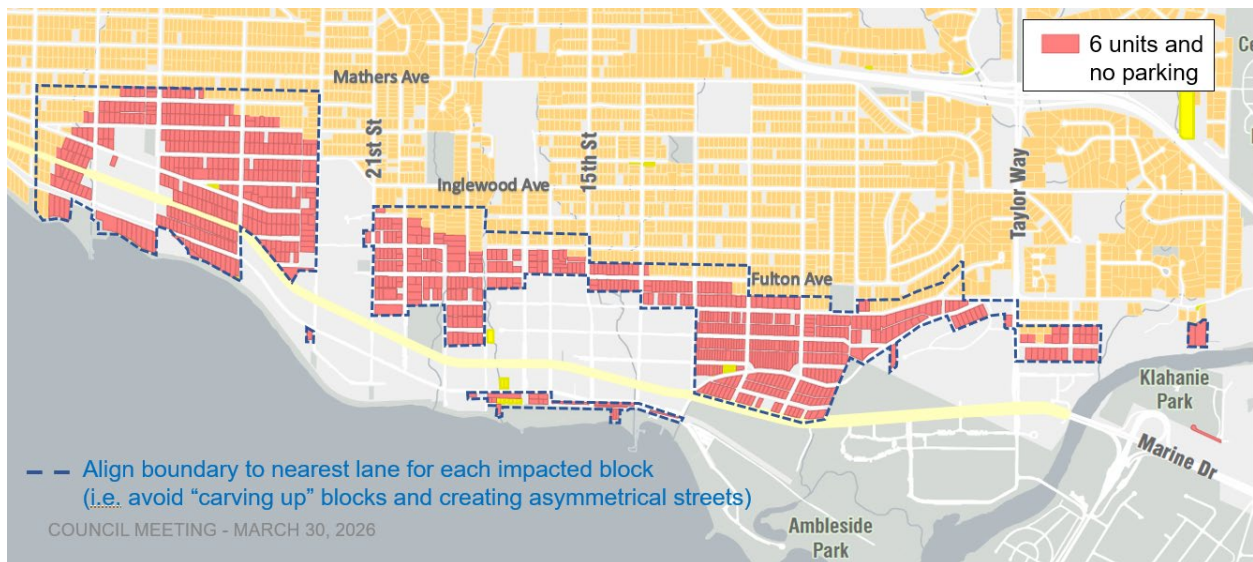 6 units and
no parking
Mathers Ave
21st St
15th St
Inglewood Ave
Taylor Way
Fulton Ave
Klahanie
Park
Marine Dr
Align boundary to nearest lane for each impacted block
(i.e. avoid “carving up” blocks and creating asymmetrical streets)
COUNCIL MEETING - MARCH 30, 2026
Ambleside
Park